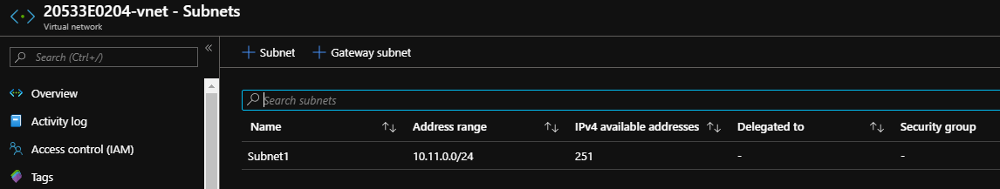 20533E0204-vnet - Subnets
Virtual network
Search (Ctrl+/)
«
Overview
Activity log
Access control (IAM)
Tags
+ Subnet + Gateway subnet
Search subnets
Name ↑↓ Address range ↑↓ IPv4 available addresses ↑↓ Delegated to ↑↓ Security group
Subnet1 10.11.0.0/24 251 - -